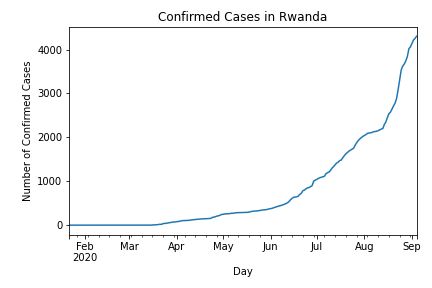 Confirmed Cases in Rwanda
Number of Confirmed Cases
4000
3000
2000
1000
0
Feb Mar Apr May Jun Jul Aug Sep
2020
Day